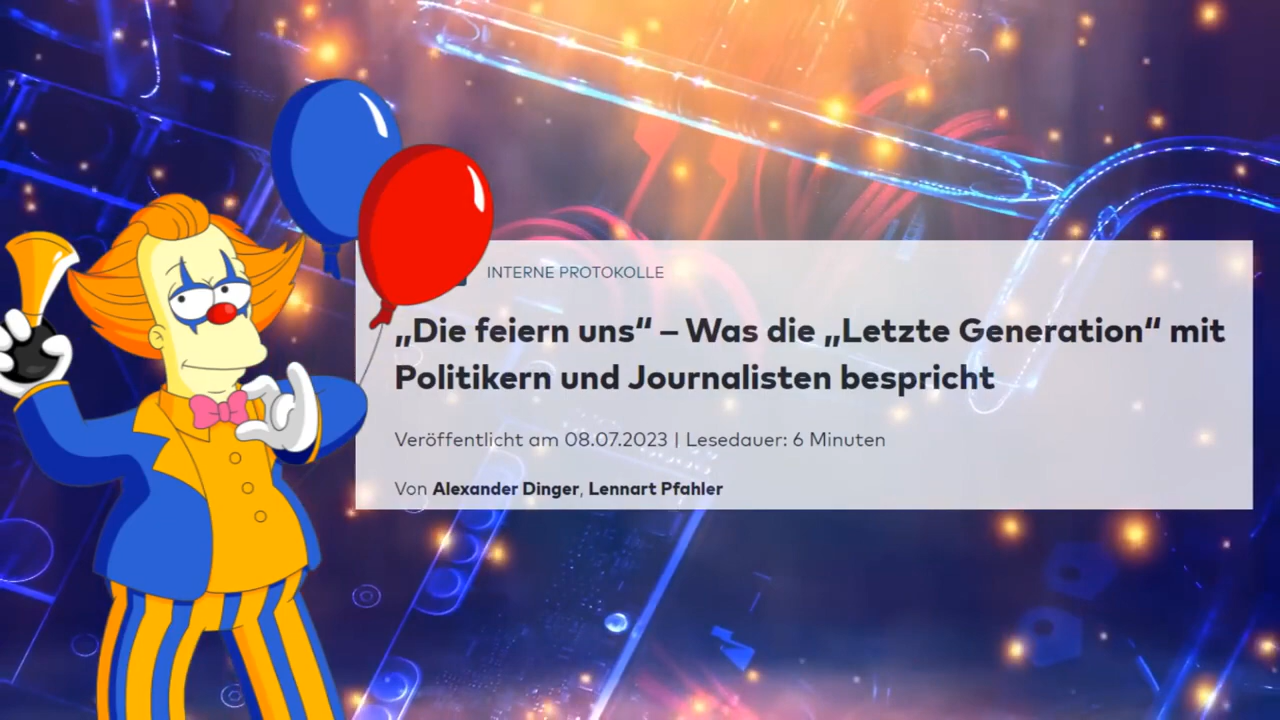 INTERNE PROTOKOLLE
„Die feiern uns“ – Was die „Letzte Generation“ mit
Politikern und Journalisten bespricht
Veröffentlicht am 08.07.2023 | Lesedauer: 6 Minuten
Von Alexander Dinger, Lennart Pfahler